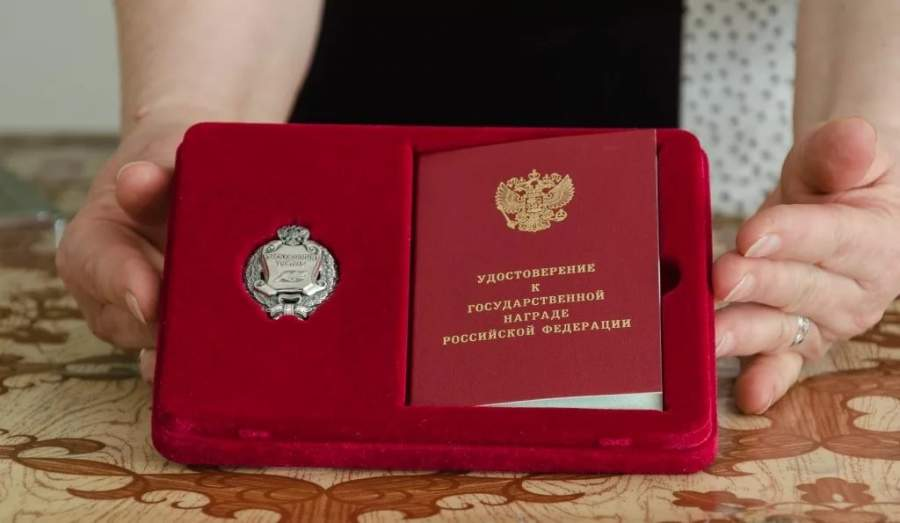 УДОСТОВЕРЕНИЕ
К
ГОСУДАРСТВЕННОЙ
НАГРАДЕ
РОССИЙСКОЙ ФЕДЕРАЦИИ